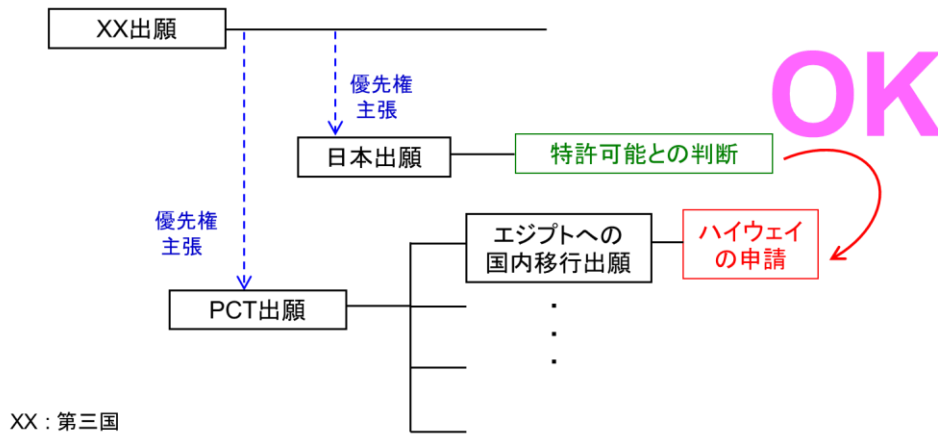 XX出願
OK
優先権
主張
日本出願
特許可能との判断
優先権
主張
エジプトへの
国内移行出願
ハイウェイ
の申請
PCT出願
XX : 第三国